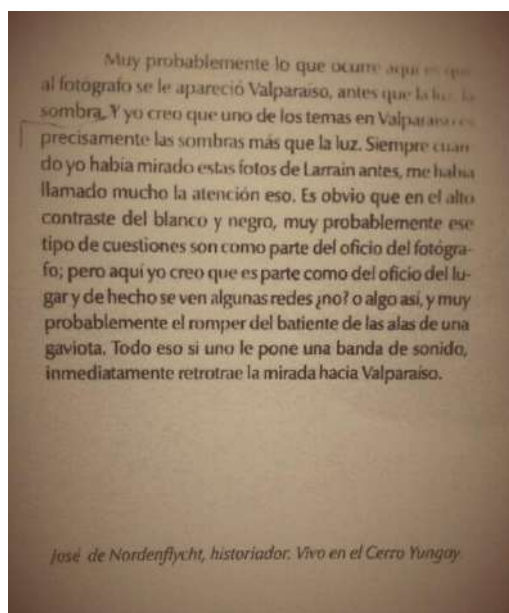 Muy probablemente lo que ocurre aquí es que
al fotógrafo se le apareció Valparaíso, antes que la luz, la
sombra. Y yo creo que uno de los temas en Valparaíso es
precisamente las sombras más que la luz. Siempre cuan-
do yo había mirado estas fotos de Larrain antes, me había
llamado mucho la atención eso. Es obvio que en el alto
contraste del blanco y negro, muy probablemente ese
tipo de cuestiones son como parte del oficio del fotógra-
fo; pero aquí yo creo que es parte como del oficio del lu-
gar y de hecho se ven algunas redes ¿no? o algo así, y muy
probablemente el romper del batiente de las alas de una
gaviota. Todo eso si uno le pone una banda de sonido,
inmediatamente retrotrae la mirada hacia Valparaíso.
José de Nordenflycht, historiador. Vivo en el Cerro Yungay